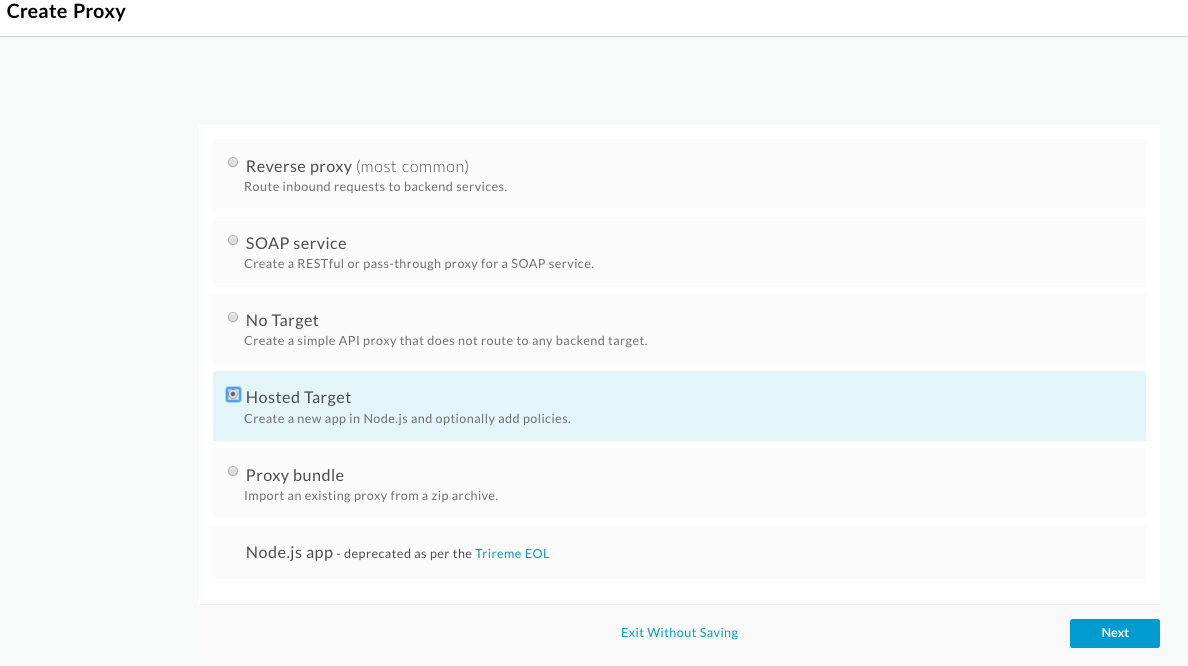 Create Proxy
Reverse proxy (most common)
Route inbound requests to backend services.
SOAP service
Create a RESTful or pass-through proxy for a SOAP service.
No Target
Create a simple API proxy that does not route to any backend target.
Hosted Target
Create a new app in Node.js and optionally add policies.
Proxy bundle
Import an existing proxy from a zip archive.
Node.js app - deprecated as per the Trireme EOL
Exit Without Saving
Next